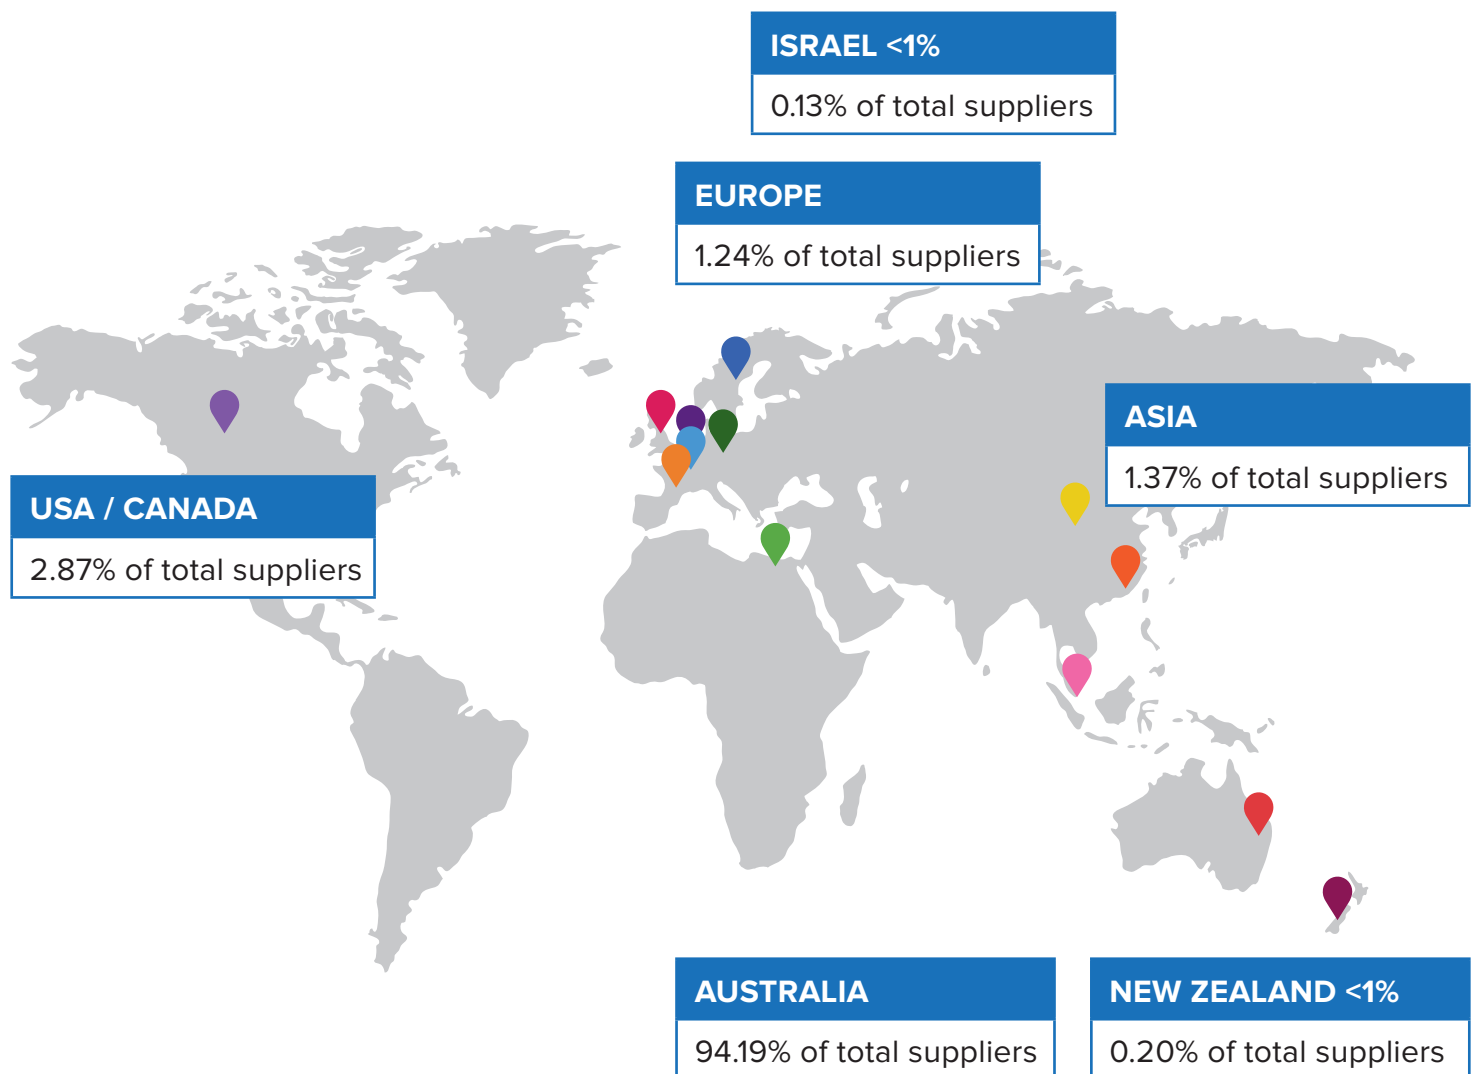 ISRAEL <1%
0.13% of total suppliers
EUROPE
1.24% of total suppliers
ASIA
1.37% of total suppliers
USA / CANADA
2.87% of total suppliers
AUSTRALIA
94.19% of total suppliers
NEW ZEALAND <1%
0.20% of total suppliers